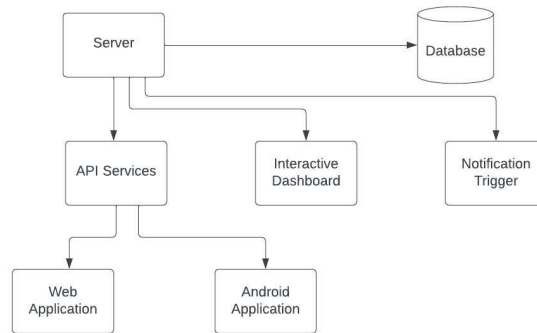 Server
Database
API Services
Interactive
Dashboard
Notification
Trigger
Web
Application
Android
Application